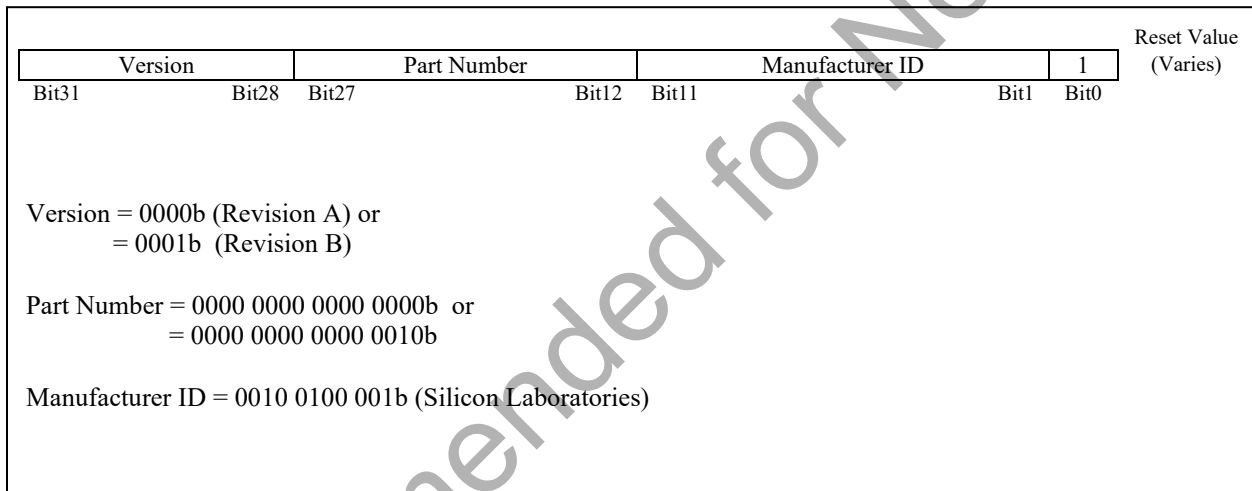 Reset Value
Version Part Number Manufacturer ID 1 (Varies)
Bit31 Bit28 Bit27 Bit12 Bit11 Bit1 Bit0
Version = 0000b (Revision A) or
= 0001b (Revision B)
Part Number = 0000 0000 0000 0000b or
= 0000 0000 0000 0010b
Manufacturer ID = 0010 0100 001b (Silicon Laboratories)
mended for N